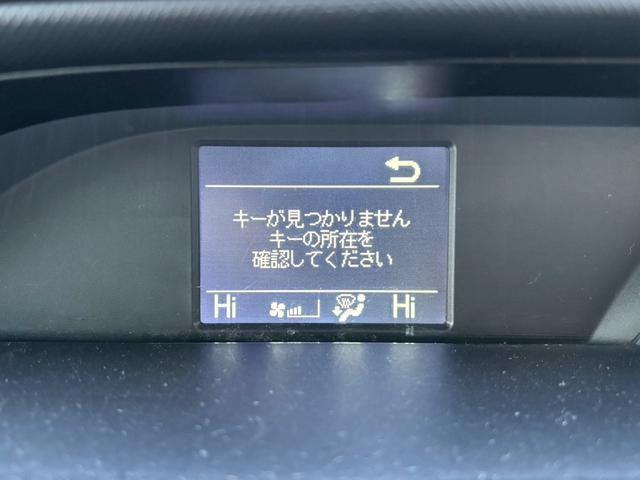 キーが見つかりません
キーの所在を
確認してください
Hi Hi